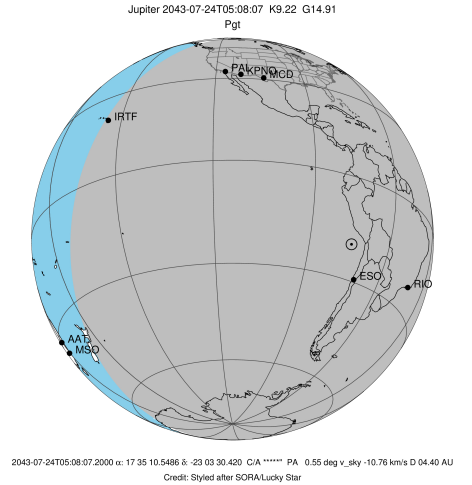 Jupiter 2043-07-24T05:08:07 K9.22 G14.91
Pgt
PAL
KPNO
MCD
IRTF
ESO
RIO
AAT
MSO
2043-07-24T05:08:07.2000 α: 17 35 10.5486 δ: -23 03 30.420 C/A *****" PA 0.55 deg v_sky -10.76 km/s D 04.40 AU
Credit: Styled after SORA/Lucky Star